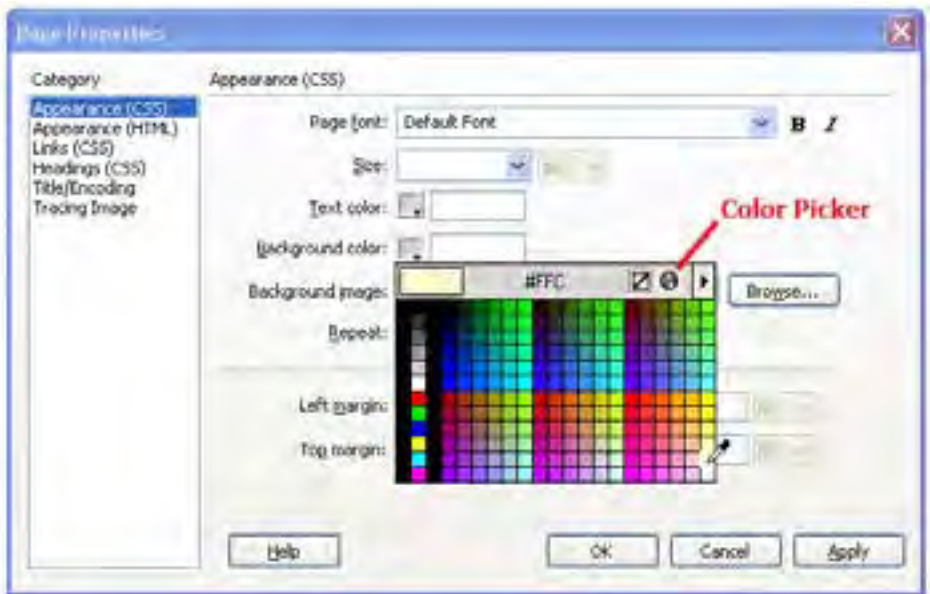 Page Properties
Category
Appearance (CSS)
Appearance (HTML)
Links (CSS)
Headings (CSS)
Title/Encoding
Tracing Image
Appearance (CSS)
Page font: Default Font B I
Size:
Text color:
Color Picker
Background color:
#FFC
Background image: Browse...
Repeat:
Left margin:
Top margin:
Help OK Cancel Apply